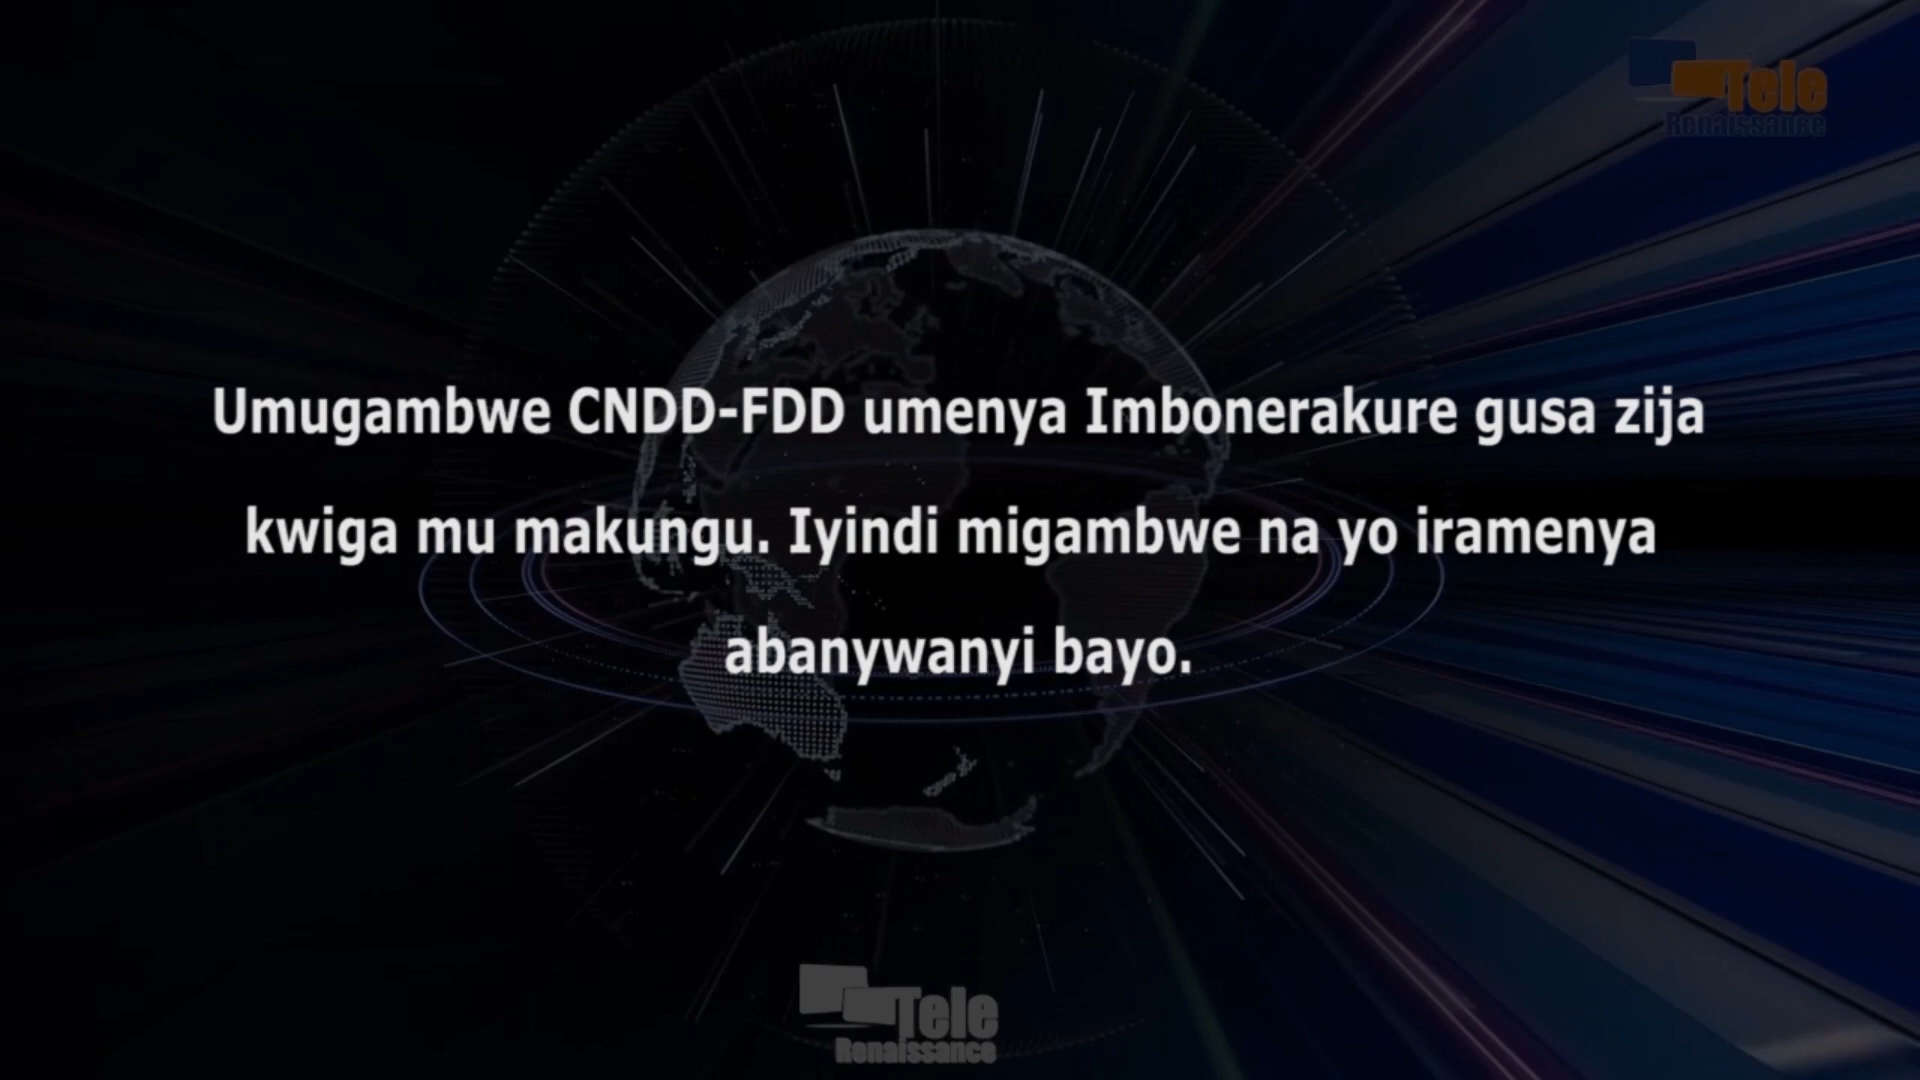 Tele
Renaissance
Umugambwe CNDD-FDD umenya Imbonerakure gusa zija
kwiga mu makungu. Iyindi migambwe na yo iramenya
abanywanyi bayo.
Tele
Renaissance